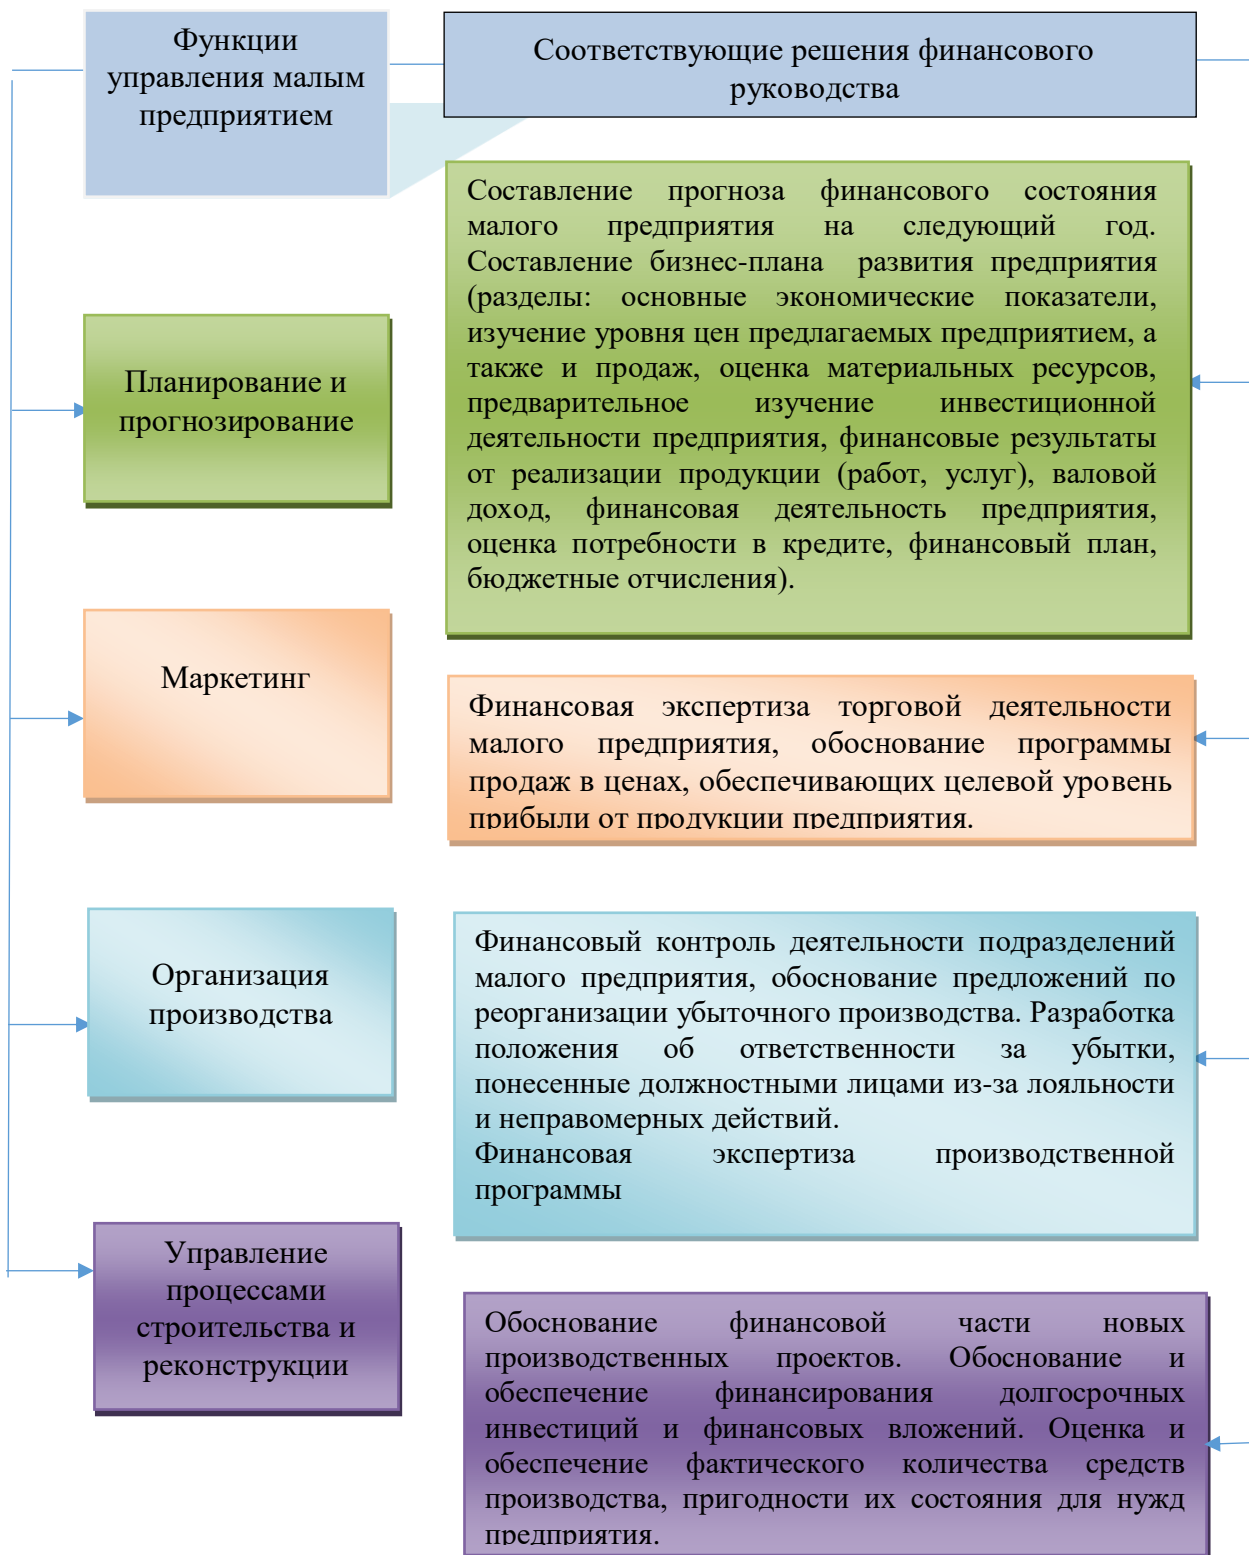 Функции
управления малым
предприятием
Соответствующие решения финансового
руководства
Планирование и
прогнозирование
Составление прогноза финансового состояния
малого предприятия на следующий год.
Составление бизнес-плана развития предприятия
(разделы: основные экономические показатели,
изучение уровня цен предлагаемых предприятием, а
также и продаж, оценка материальных ресурсов,
предварительное изучение инвестиционной
деятельности предприятия, финансовые результаты
от реализации продукции (работ, услуг), валовой
доход, финансовая деятельность предприятия,
оценка потребности в кредите, финансовый план,
бюджетные отчисления).
Маркетинг
Финансовая экспертиза торговой деятельности
малого предприятия, обоснование программы
продаж в ценах, обеспечивающих целевой уровень
прибыли от продукции предприятия.
Организация
производства
Финансовый контроль деятельности подразделений
малого предприятия, обоснование предложений по
реорганизации убыточного производства. Разработка
положения об ответственности за убытки,
понесенные должностными лицами из-за лояльности
и неправомерных действий.
Финансовая экспертиза производственной
программы
Управление
процессами
строительства и
реконструкции
Обоснование финансовой части новых
производственных проектов. Обоснование и
обеспечение финансирования долгосрочных
инвестиций и финансовых вложений. Оценка и
обеспечение фактического количества средств
производства, пригодности их состояния для нужд
предприятия.